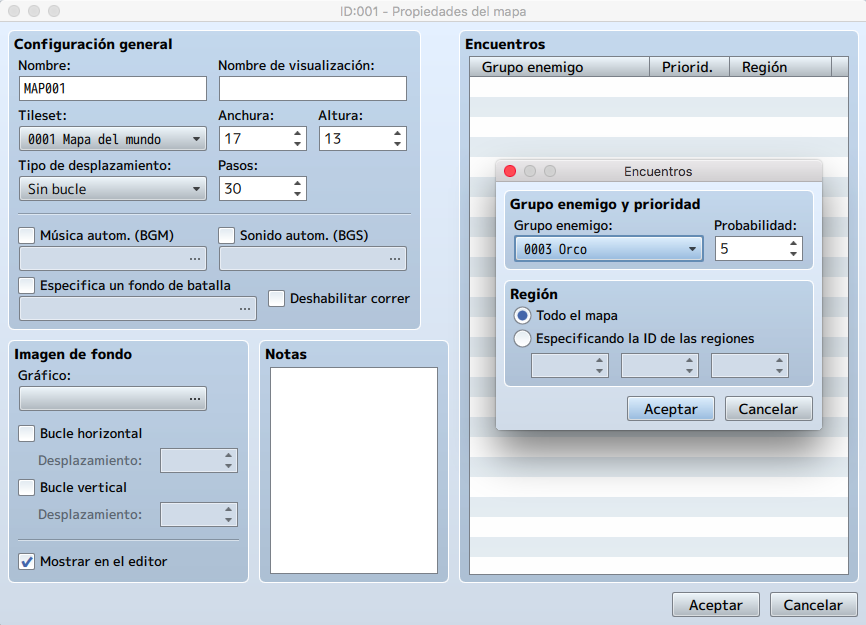 ID:001 - Propiedades del mapa
Configuración general
Nombre:
Nombre de visualización:
MAP001
Tileset:
Anchura:
Altura:
0001 Mapa del mundo
17
13
Tipo de desplazamiento:
Pasos:
Sin bucle
30
Música autom. (BGM)
Sonido autom. (BGS)
...
...
Especifica un fondo de batalla
...
Deshabilitar correr
Imagen de fondo
Gráfico:
...
Bucle horizontal
Desplazamiento:
Bucle vertical
Desplazamiento:
Mostrar en el editor
Notas
Encuentros
Grupo enemigo
Priorid.
Región
Encuentros
Grupo enemigo y prioridad
Grupo enemigo:
Probabilidad:
0003 Orco
5
Región
Todo el mapa
Especificando la ID de las regiones
Aceptar
Cancelar
Aceptar
Cancelar